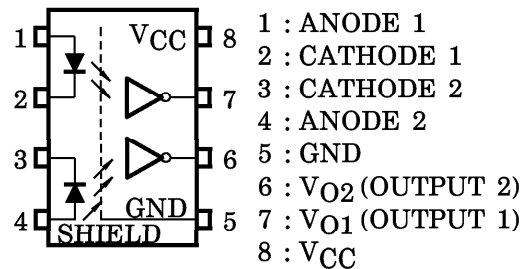 1
VCC
8
2
7
3
6
4
GND
5
SHIELD
1 : ANODE 1
2 : CATHODE 1
3 : CATHODE 2
4 : ANODE 2
5 : GND
6 : VO2 (OUTPUT 2)
7 : VO1 (OUTPUT 1)
8 : VCC